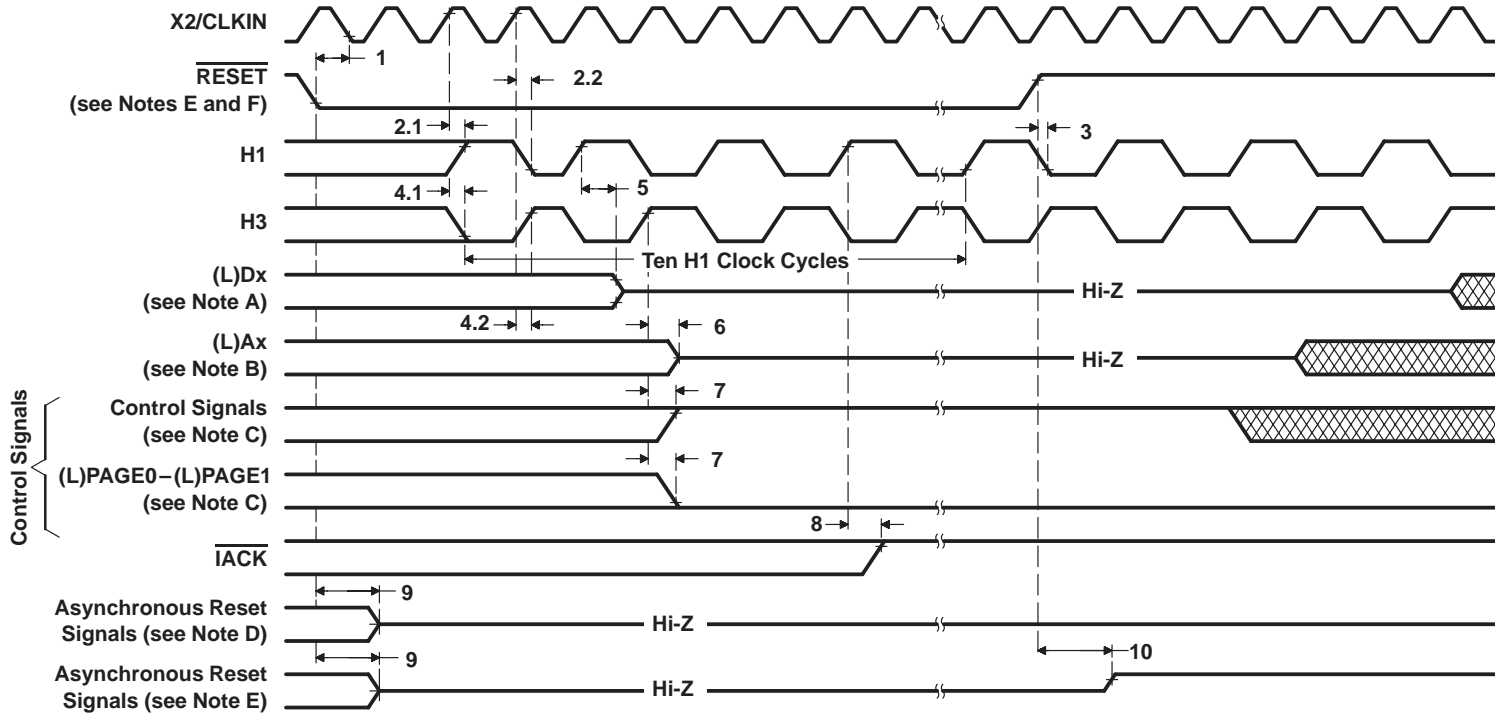 X2/CLKIN
1
RESET
(see Notes E and F)
2.2
2.1
3
H1
4.1
5
H3
Ten H1 Clock Cycles
(L)Dx
(see Note A)
Hi-Z
4.2
6
(L)Ax
(see Note B)
Hi-Z
7
Control Signals
Control Signals
(see Note C)
7
(L)PAGE0–(L)PAGE1
(see Note C)
8
IACK
9
Asynchronous Reset
Signals (see Note D)
Hi-Z
9
10
Asynchronous Reset
Signals (see Note E)
Hi-Z